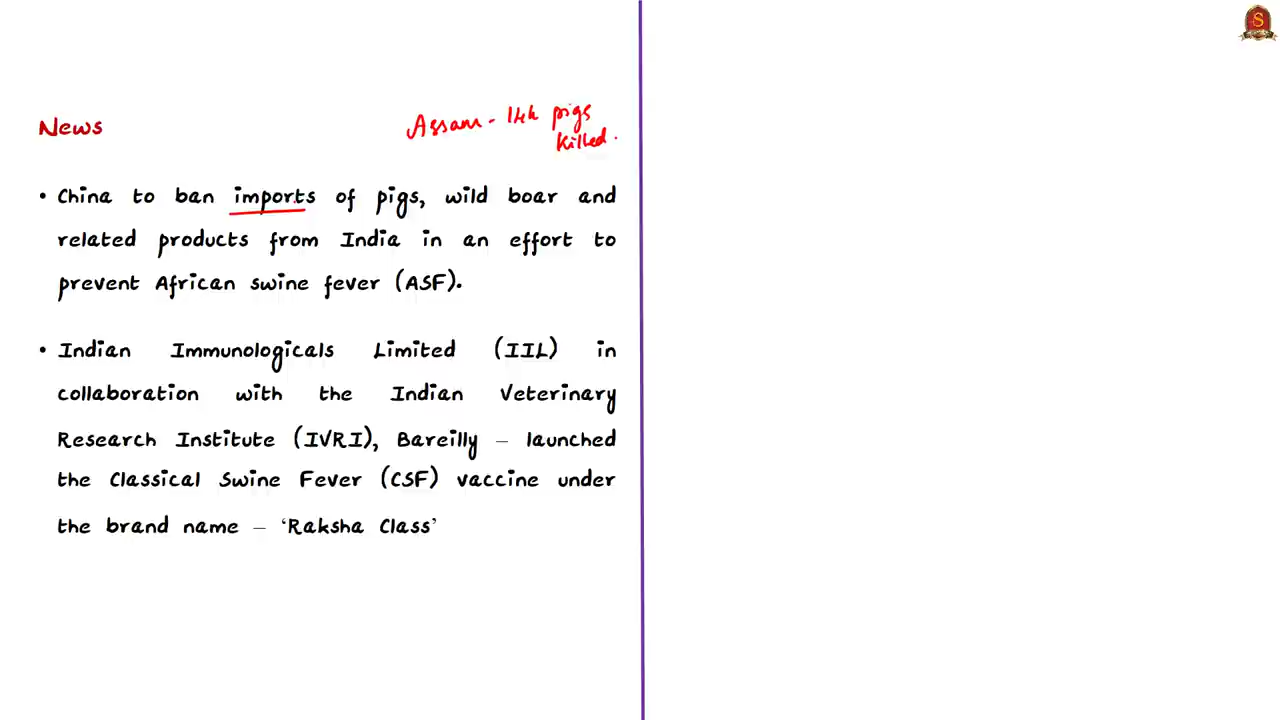 News
Assam - 14k pigs
killed.
• China to ban imports of pigs, wild boar and
related products from India in an effort to
prevent African swine fever (ASF).
• Indian Immunologicals Limited (IIL) in
collaboration with the Indian Veterinary
Research Institute (IVRI), Bareilly – launched
the Classical Swine Fever (CSF) vaccine under
the brand name – ‘Raksha Class’
S